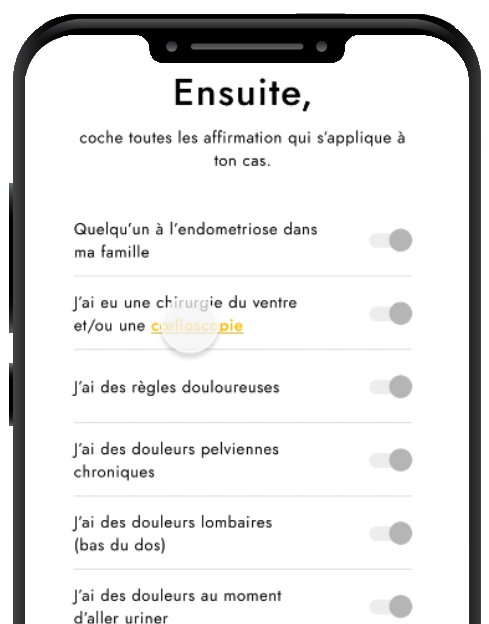 Ensuite,
coche toutes les affirmation qui s'applique à
ton cas.
Quelqu'un à l'endometriose dans
ma famille
J'ai eu une chirurgie du ventre
et/ou une cœlioscopie
J'ai des règles douloureuses
J'ai des douleurs pelviennes
chroniques
J'ai des douleurs lombaires
(bas du dos)
J'ai des douleurs au moment
d'aller uriner